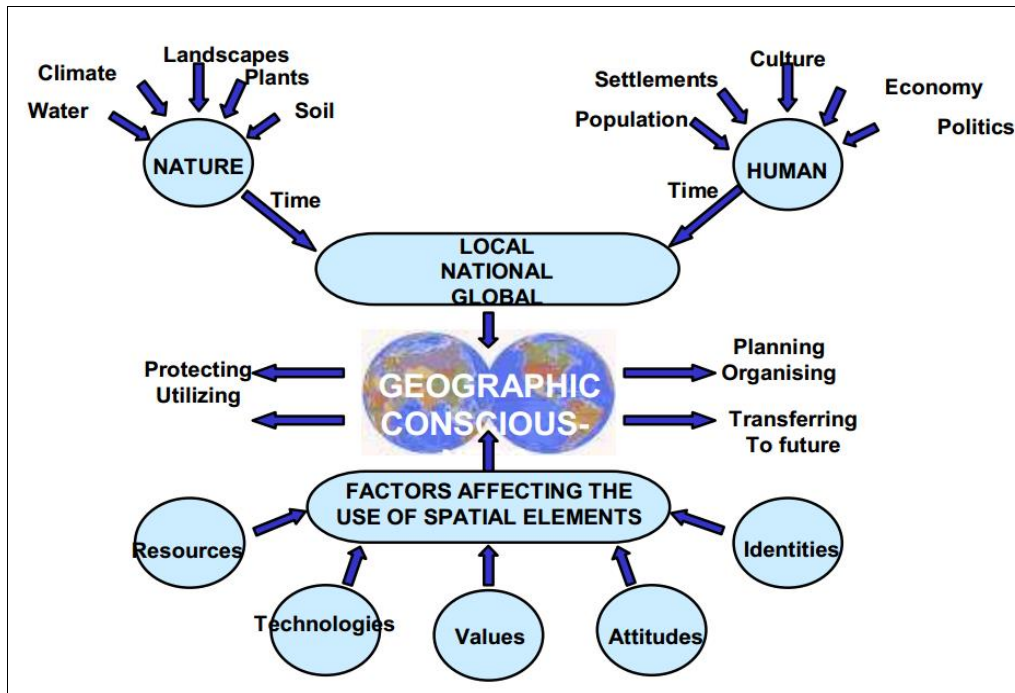 Landscapes
Climate
Plants
Water
Soil
NATURE
Time
Culture
Settlements
Economy
Population
Politics
HUMAN
Time
LOCAL
NATIONAL
GLOBAL
Protecting
Utilizing
GEOGRAPHIC
CONSCIOUS-
Planning
Organising
Transferring
To future
FACTORS AFFECTING THE
USE OF SPATIAL ELEMENTS
Resources
Identities
Technologies
Values
Attitudes